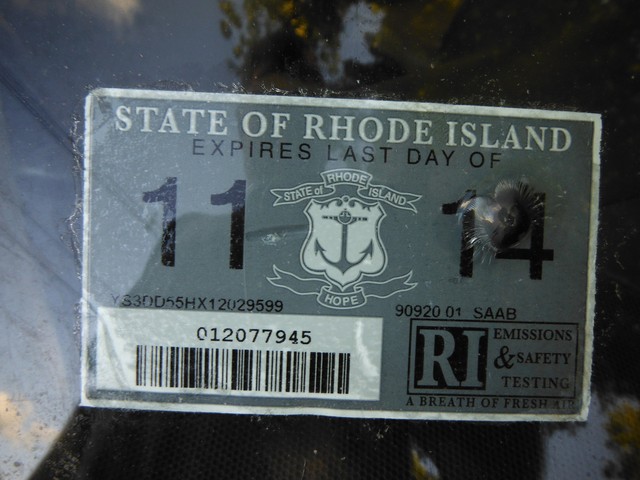 STATE OF RHODE ISLAND
EXPIRES LAST DAY OF
11
14
STATE of RHODE ISLAND
HOPE
YS3DD55HX12029599
90920 01 SAAB
012077945
RI
EMISSIONS
& SAFETY
TESTING
A BREATH OF FRESH AIR